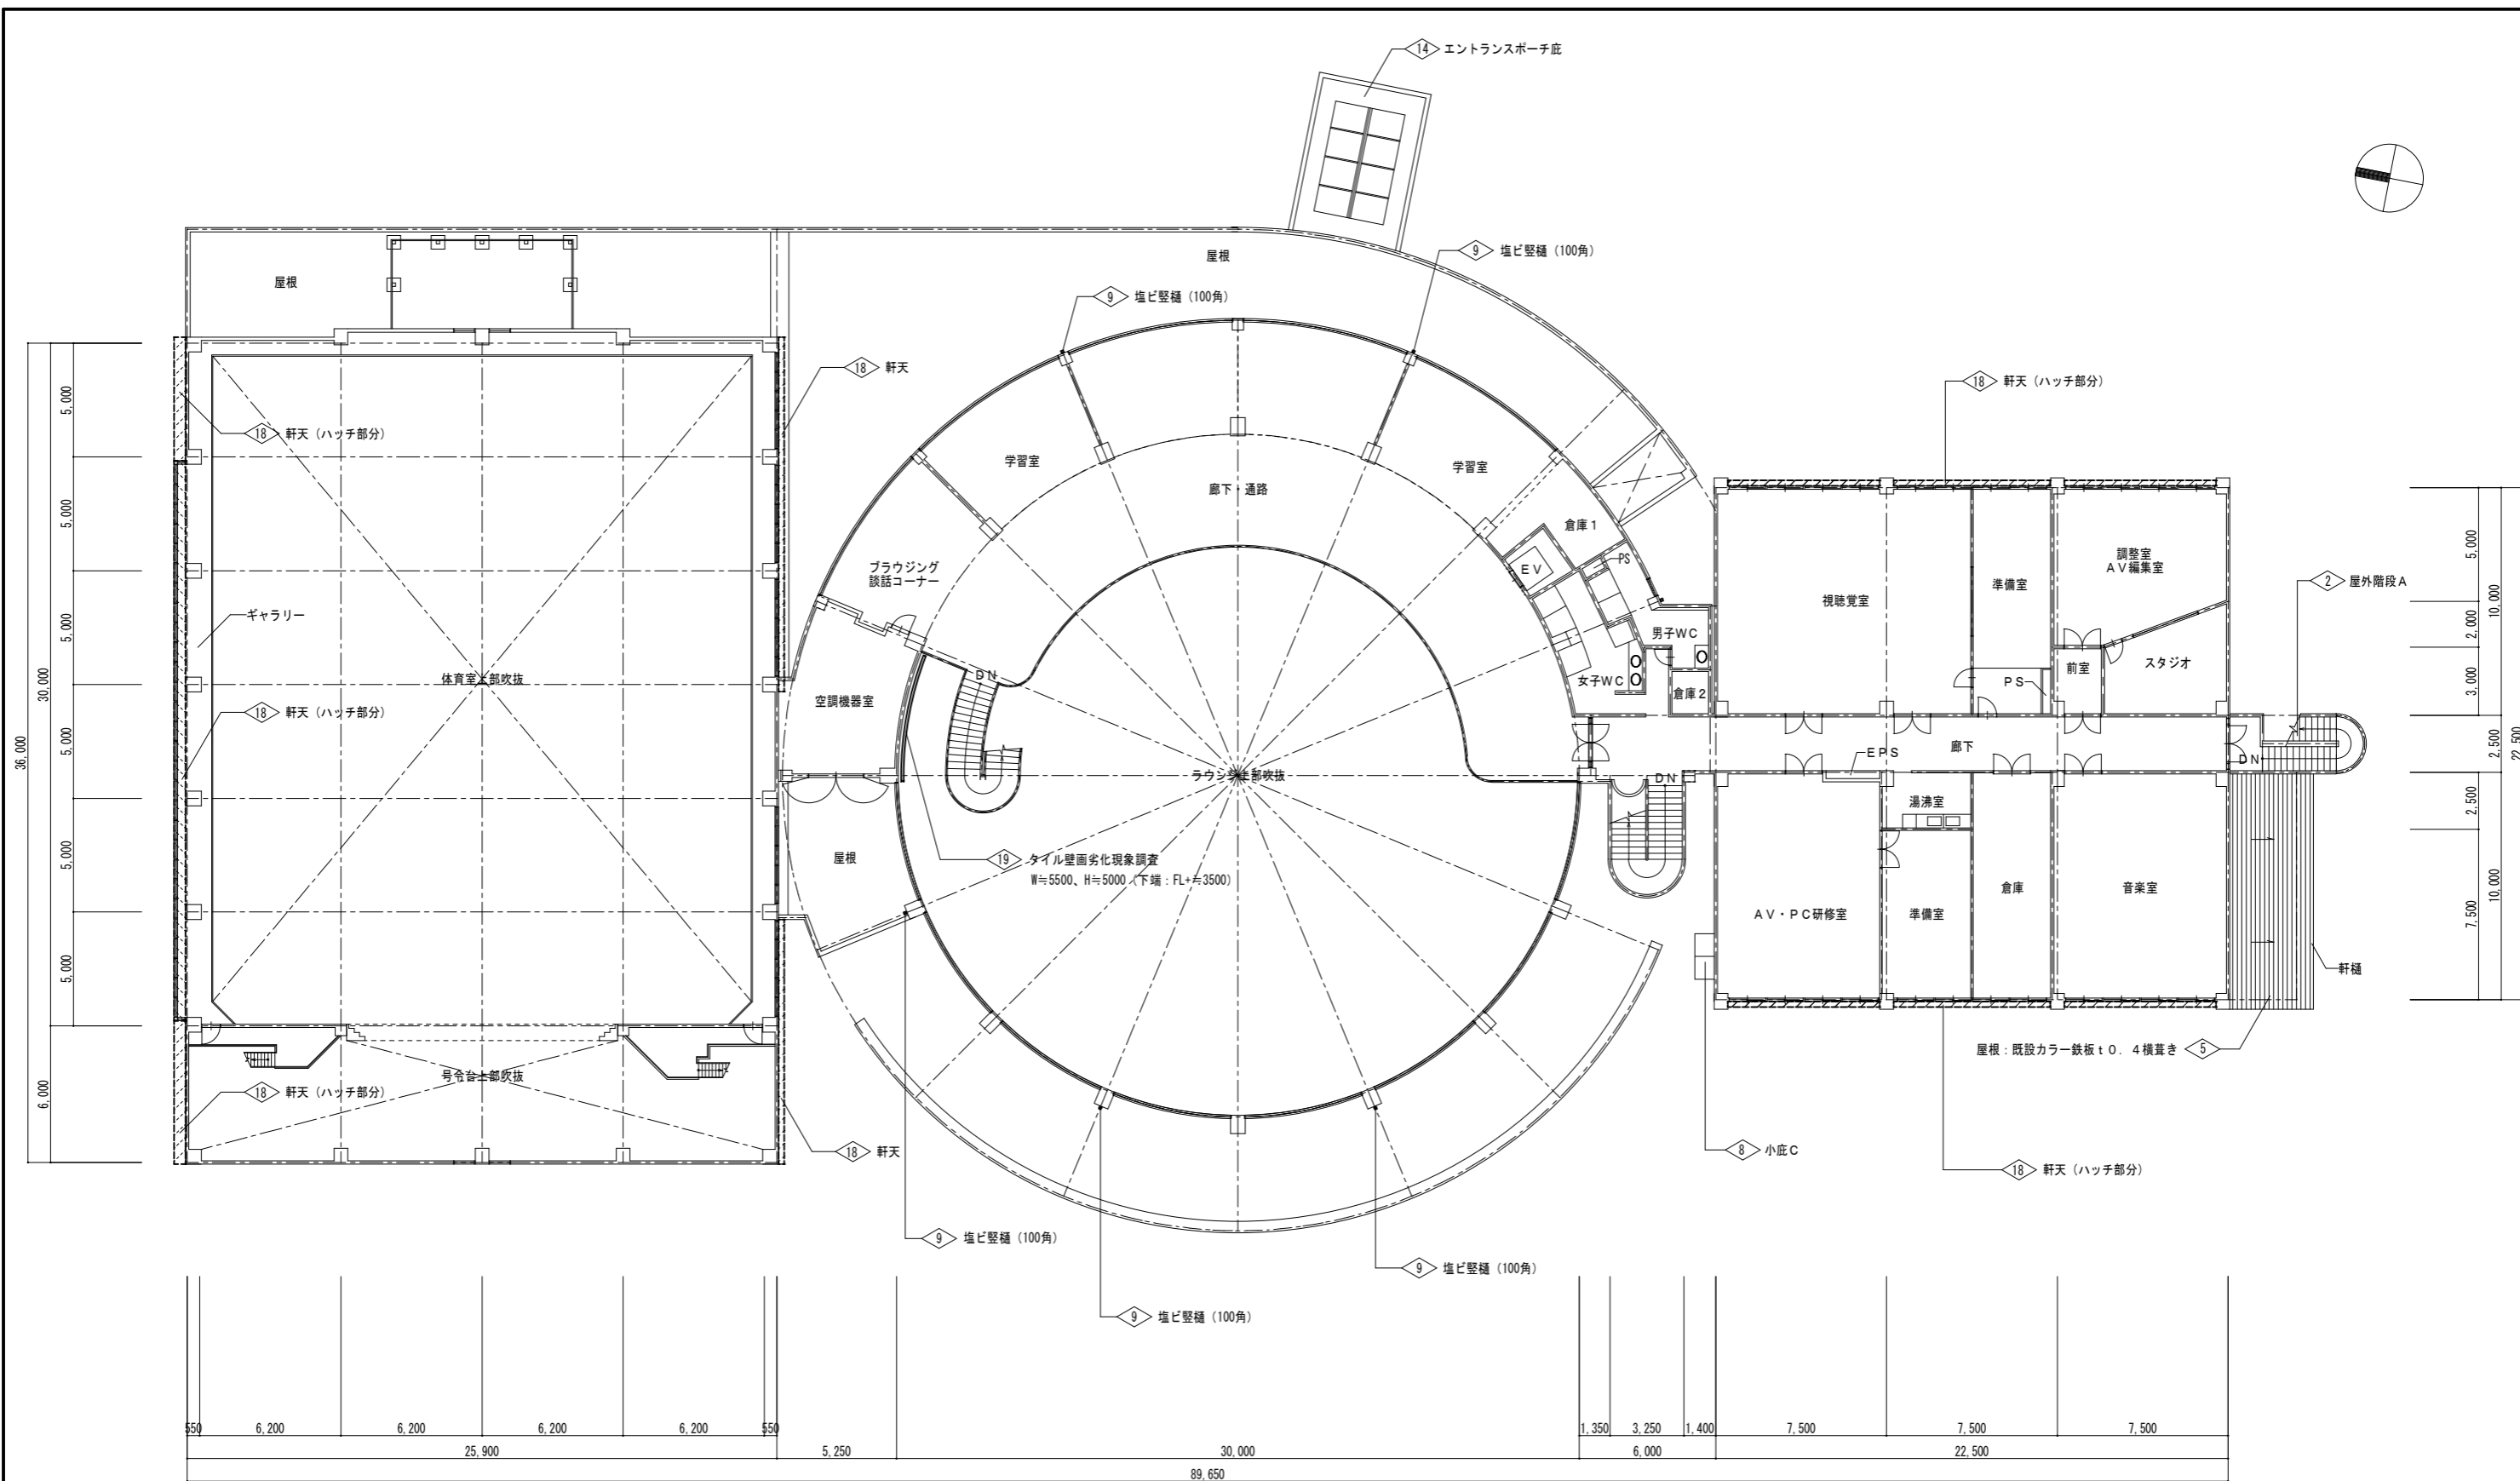 14 エントランスポーチ庇
9 塩ビ竪樋(100角)
屋根
屋根
9 塩ビ竪樋(100角)
18 軒天
18 軒天(ハッチ部分)
18 軒天(ハッチ部分)
学習室
学習室
廊下・通路
倉庫1
PS
EV
ブラウジング
談話コーナー
調整室
AV編集室
準備室
視聴覚室
2 屋外階段A
ギャラリー
男子WC
前室
スタジオ
体育室上部吹抜
DN
女子WC
倉庫2
PS
空調機器室
18 軒天(ハッチ部分)
EPS
廊下
DN
ラウンジ上部吹抜
DN
湯沸室
屋根
19 タイル壁画劣化現象調査
W≒5500、H≒5000(下端:FL+≒3500)
AV・PC研修室
準備室
倉庫
音楽室
軒樋
屋根:既設カラー鉄板t0.4横葺き 5
号令台上部吹抜
18 軒天(ハッチ部分)
18 軒天
8 小庇C
18 軒天(ハッチ部分)
9 塩ビ竪樋(100角)
9 塩ビ竪樋(100角)
9 塩ビ竪樋(100角)
36,000
30,000
6,000
5,000
5,000
5,000
5,000
5,000
5,000
5,000
2,000
3,000
10,000
2,500
22,500
2,500
7,500
10,000
550
6,200
6,200
6,200
6,200
550
1,350
3,250
1,400
7,500
7,500
7,500
25,900
5,250
30,000
6,000
22,500
89,650